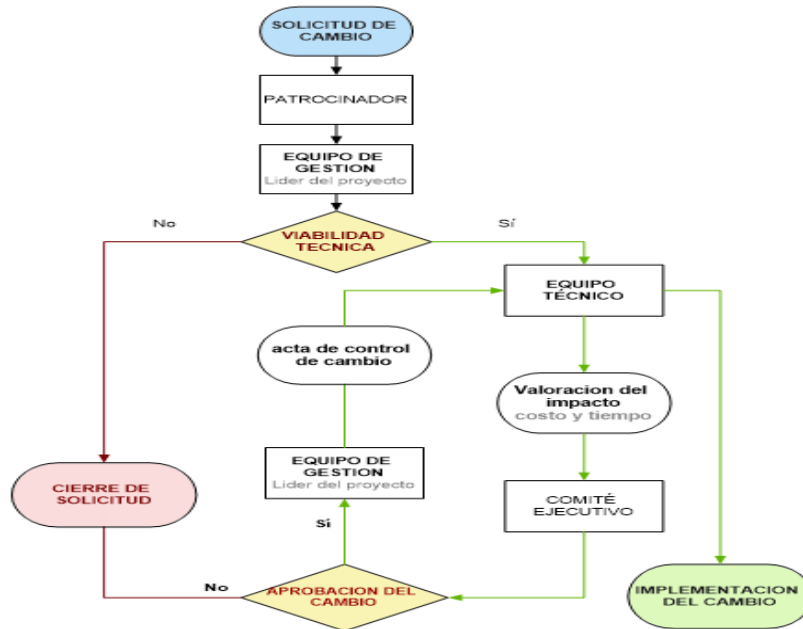 SOLICITUD DE
CAMBIO
PATROCINADOR
EQUIPO DE
GESTION
Lider del proyecto
No
Sí
VIABILIDAD
TECNICA
EQUIPO
TÉCNICO
acta de control
de cambio
Valoracion del
impacto
costo y tiempo
EQUIPO DE
GESTION
Lider del proyecto
CIERRE DE
SOLICITUD
COMITÉ
EJECUTIVO
Sí
No
APROBACION DEL
CAMBIO
IMPLEMENTACION
DEL CAMBIO